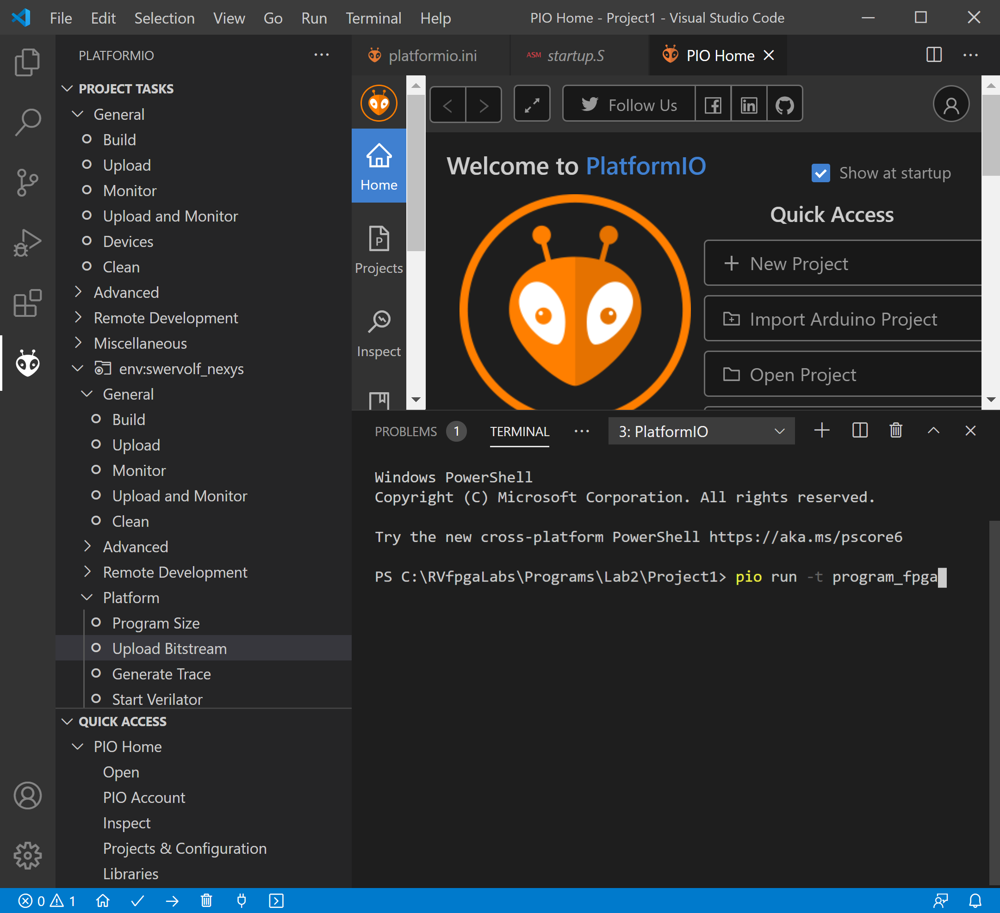 File Edit Selection View Go Run Terminal Help PIO Home - Project1 - Visual Studio Code
PLATFORMIO
PROJECT TASKS
General
Build
Upload
Monitor
Upload and Monitor
Devices
Clean
Advanced
Remote Development
Miscellaneous
env:swervolf_nexys
General
Build
Upload
Monitor
Upload and Monitor
Clean
Advanced
Remote Development
Platform
Program Size
Upload Bitstream
Generate Trace
Start Verilator
QUICK ACCESS
PIO Home
Open
PIO Account
Inspect
Projects & Configuration
Libraries
platformio.ini ASM startup.S PIO Home
Follow Us
Home
Projects
Inspect
Welcome to PlatformIO
Show at startup
Quick Access
New Project
Import Arduino Project
Open Project
PROBLEMS 1 TERMINAL 3: PlatformIO
Windows PowerShell
Copyright (C) Microsoft Corporation. All rights reserved.
Try the new cross-platform PowerShell https://aka.ms/pscore6
PS C:\RVfpgaLabs\Programs\Lab2\Project1> pio run -t program_fpga
0 1